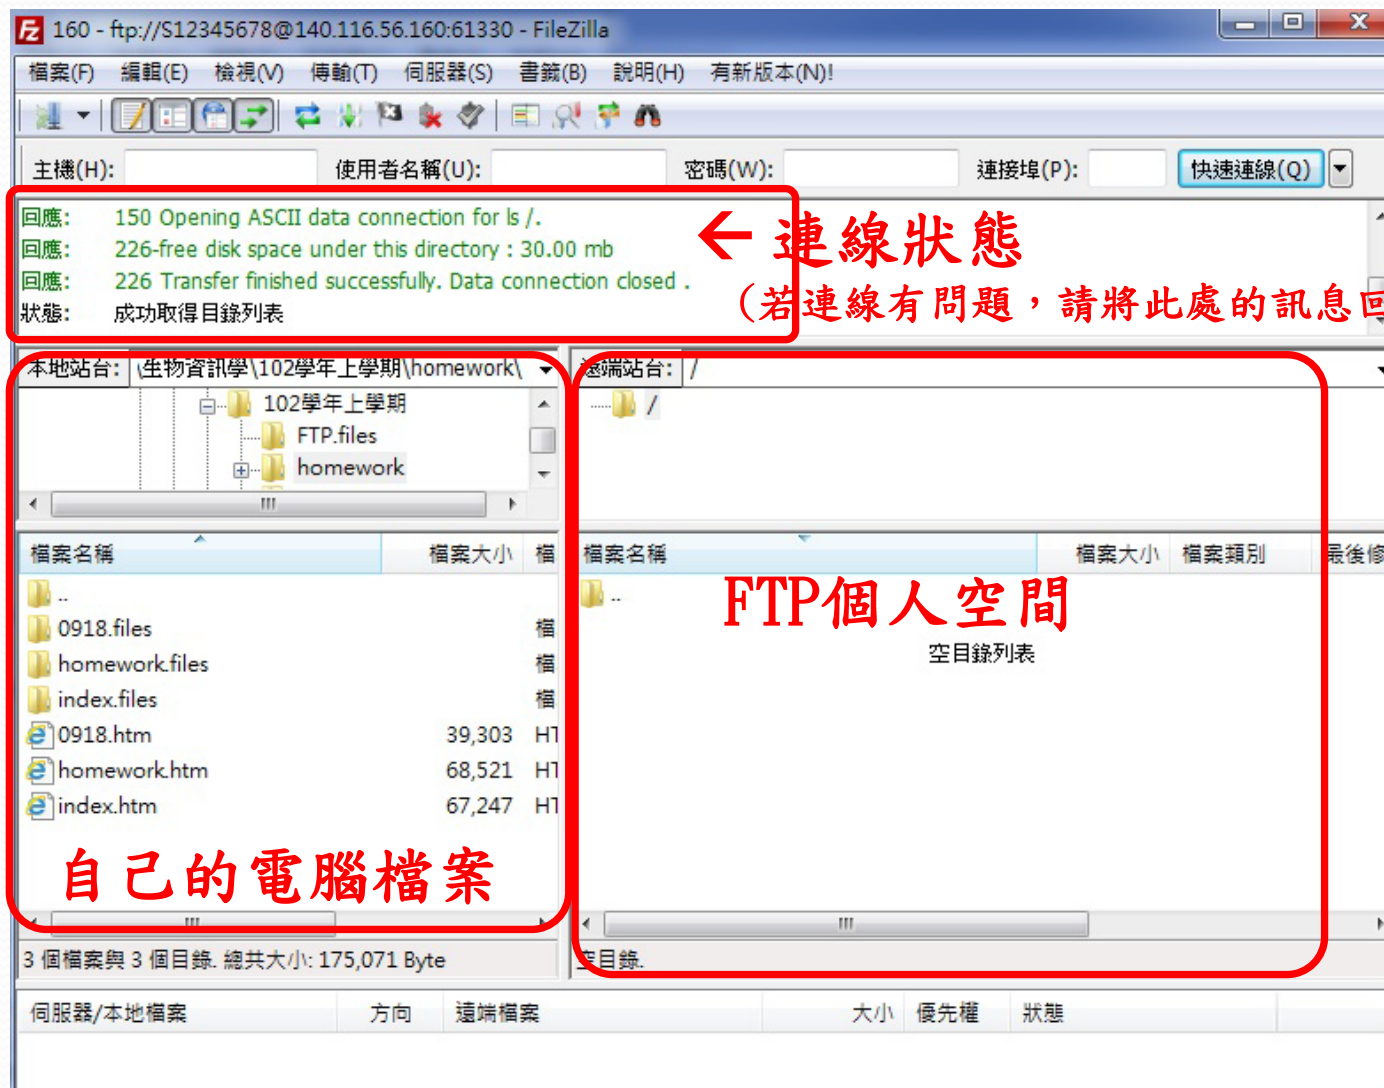 160 - ftp://S12345678@140.116.56.160:61330 - FileZilla
檔案(F) 編輯(E) 檢視(V) 傳輸(T) 伺服器(S) 書籤(B) 說明(H) 有新版本(N)!
主機(H): 使用者名稱(U): 密碼(W): 連接埠(P): 快速連線(Q)
回應: 150 Opening ASCII data connection for ls /.
回應: 226-free disk space under this directory : 30.00 mb
回應: 226 Transfer finished successfully. Data connection closed .
狀態: 成功取得目錄列表
← 連線狀態
(若連線有問題，請將此處的訊息回
本地站台: \生物資訊學\102學年上學期\homework\
102學年上學期
FTP.files
homework
遠端站台: /
/
檔案名稱 檔案大小 檔
..
0918.files 檔
homework.files 檔
index.files 檔
0918.htm 39,303 HT
homework.htm 68,521 HT
index.htm 67,247 HT
自己的電腦檔案
3 個檔案與 3 個目錄. 總共大小: 175,071 Byte
檔案名稱 檔案大小 檔案類別 最後修
..
FTP個人空間
空目錄列表
空目錄.
伺服器/本地檔案 方向 遠端檔案 大小 優先權 狀態